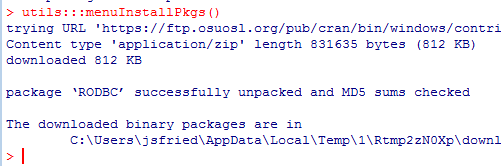 > utils:::menuInstallPkgs()
trying URL 'https://ftp.osuosl.org/pub/cran/bin/windows/contri
Content type 'application/zip' length 831635 bytes (812 KB)
downloaded 812 KB
package ‘RODBC’ successfully unpacked and MD5 sums checked
The downloaded binary packages are in
C:\Users\jsfried\AppData\Local\Temp\1\Rtmp2zN0Xp\downl
>